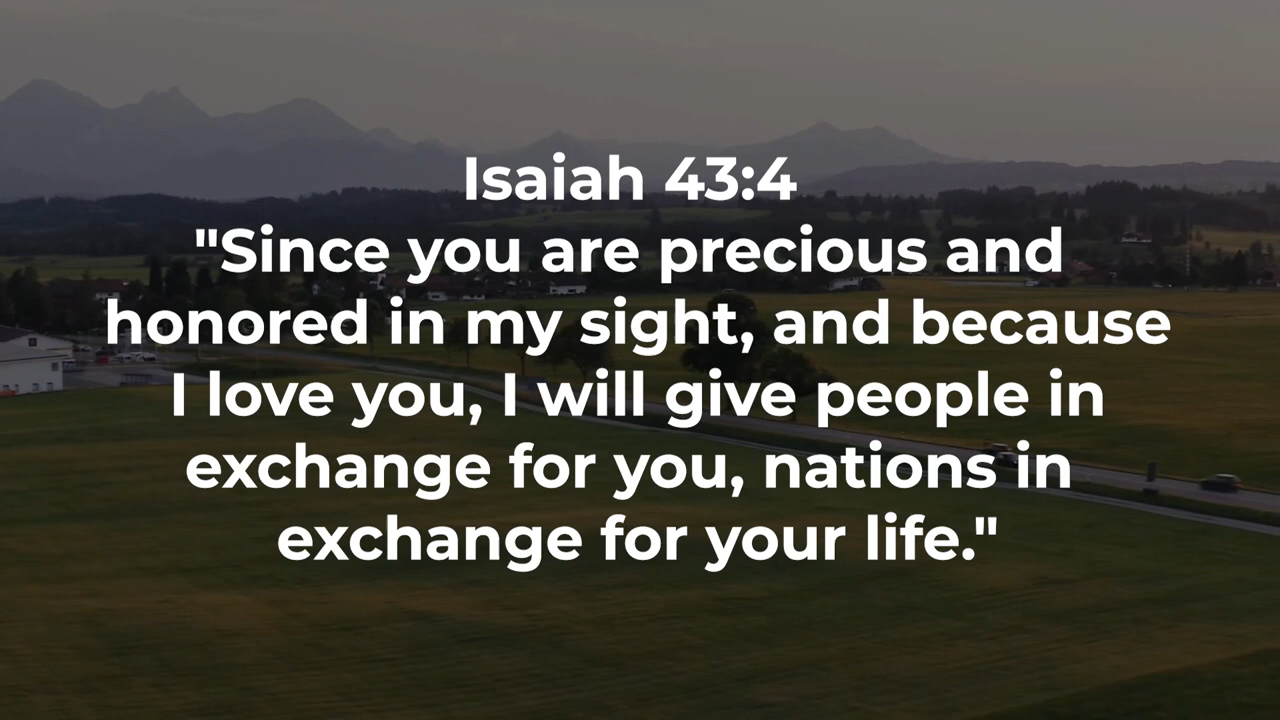 Isaiah 43:4
"Since you are precious and
honored in my sight, and because
I love you, I will give people in
exchange for you, nations in
exchange for your life."